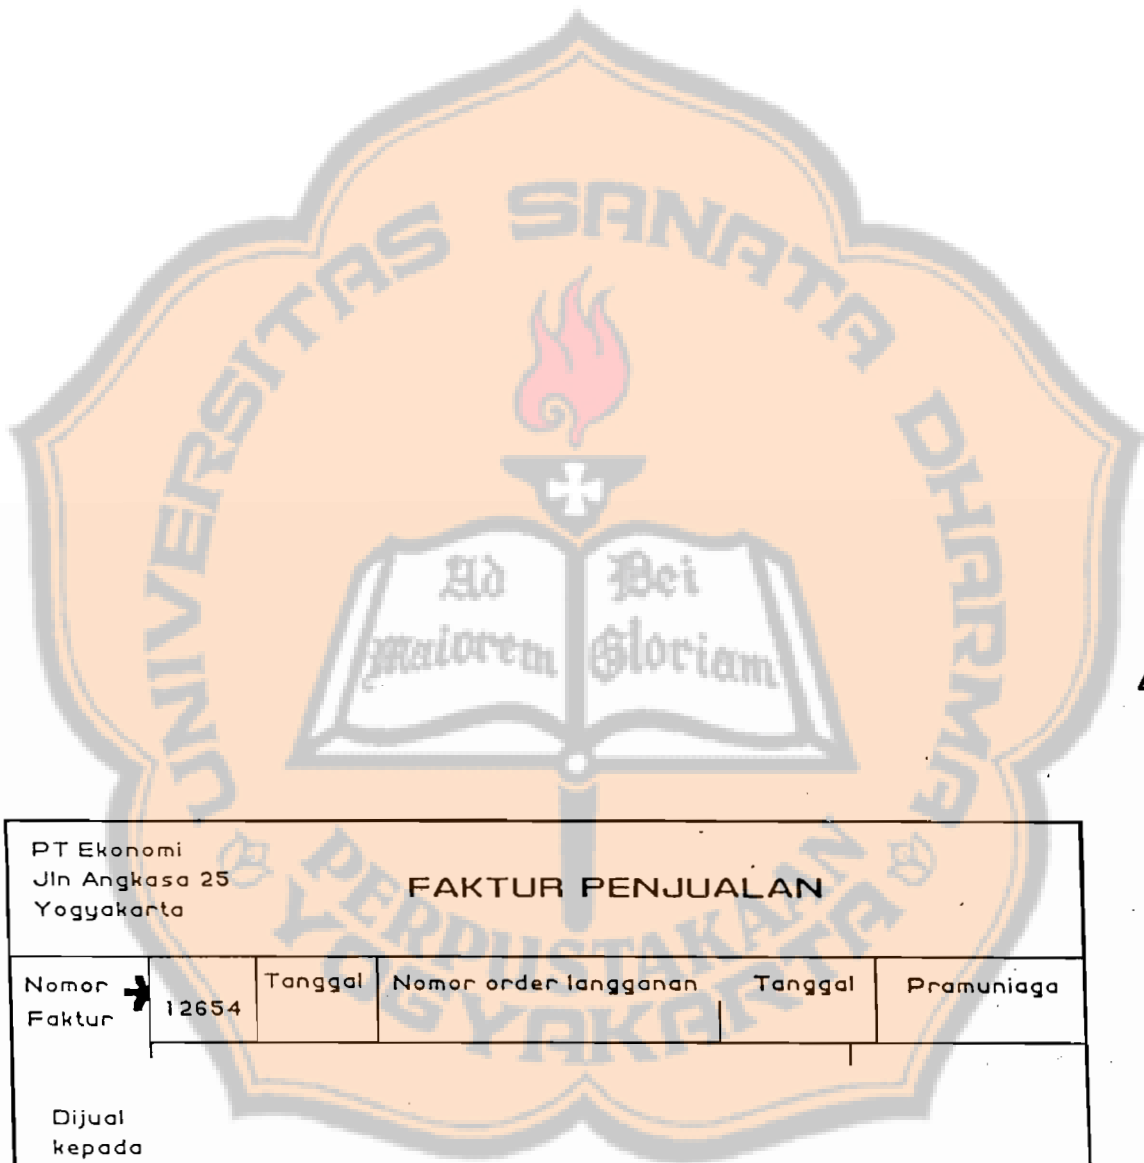 UNIVERSITAS SANATA DHARMA
Ad
Maiorem
Dei
Gloriam
PERPUSTAKAAN
YOGYAKARTA
PT Ekonomi
Jln Angkasa 25
Yogyakarta
FAKTUR PENJUALAN
Nomor
Faktur
12654
Tanggal
Nomor order langganan
Tanggal
Pramuniaga
Dijual
kepada